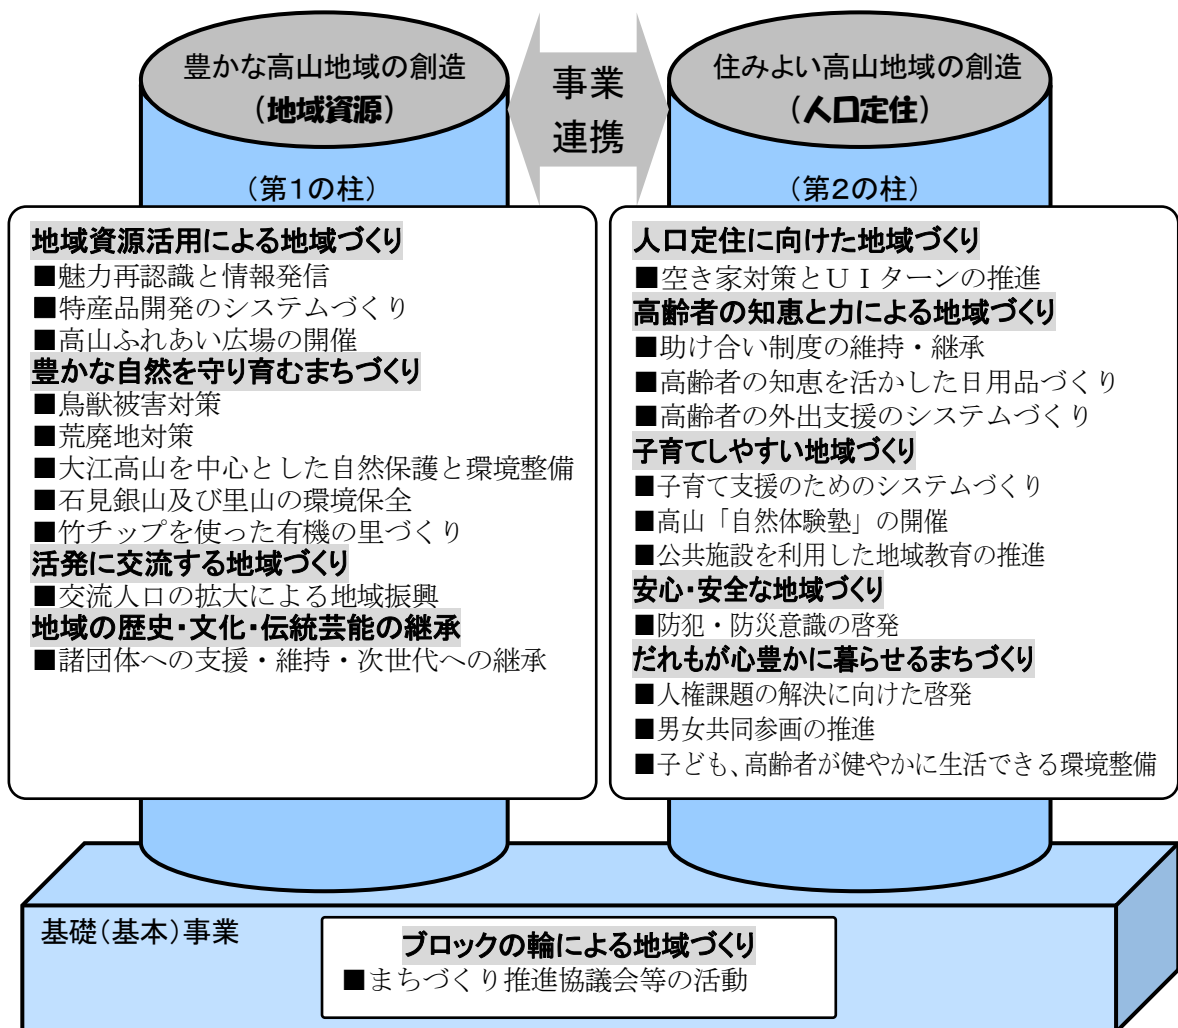 豊かな高山地域の創造
(地域資源)
事業
連携
住みよい高山地域の創造
(人口定住)
(第1の柱)
地域資源活用による地域づくり
■魅力再認識と情報発信
■特産品開発のシステムづくり
■高山ふれあい広場の開催
豊かな自然を守り育むまちづくり
■鳥獣被害対策
■荒廃地対策
■大江高山を中心とした自然保護と環境整備
■石見銀山及び里山の環境保全
■竹チップを使った有機の里づくり
活発に交流する地域づくり
■交流人口の拡大による地域振興
地域の歴史・文化・伝統芸能の継承
■諸団体への支援・維持・次世代への継承
(第2の柱)
人口定住に向けた地域づくり
■空き家対策とＵＩターンの推進
高齢者の知恵と力による地域づくり
■助け合い制度の維持・継承
■高齢者の知恵を活かした日用品づくり
■高齢者の外出支援のシステムづくり
子育てしやすい地域づくり
■子育て支援のためのシステムづくり
■高山「自然体験塾」の開催
■公共施設を利用した地域教育の推進
安心・安全な地域づくり
■防犯・防災意識の啓発
だれもが心豊かに暮らせるまちづくり
■人権課題の解決に向けた啓発
■男女共同参画の推進
■子ども、高齢者が健やかに生活できる環境整備
基礎(基本)事業
ブロックの輪による地域づくり
■まちづくり推進協議会等の活動